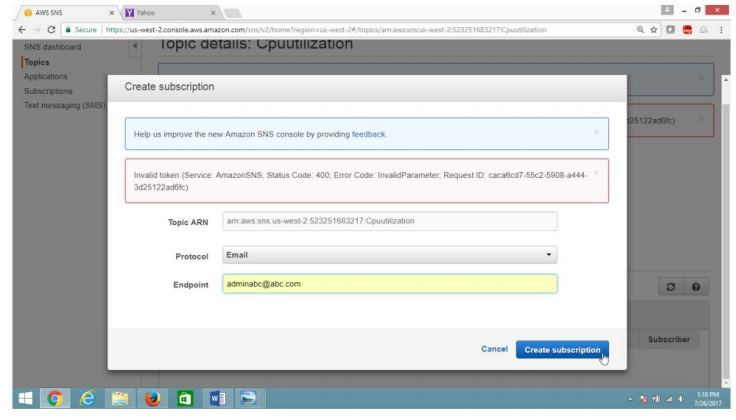 AWS SNS
Yahoo
Secure | https://us-west-2.console.aws.amazon.com/sns/v2/home?region=us-west-2#/topics/arn:aws:sns:us-west-2:523251683217:Cpuutilization
SNS dashboard
Topics
Applications
Subscriptions
Text messaging (SMS)
Topic details: Cpuutilization
Create subscription
Help us improve the new Amazon SNS console by providing feedback.
Invalid token (Service: AmazonSNS; Status Code: 400; Error Code: InvalidParameter; Request ID: caca6cd7-55c2-5908-a444-
3d25122ad6fc)
d25122ad6fc)
Topic ARN
arn:aws:sns:us-west-2:523251683217:Cpuutilization
Protocol
Email
Endpoint
adminabc@abc.com
Subscriber
Cancel
Create subscription
1:18 PM
7/26/2017